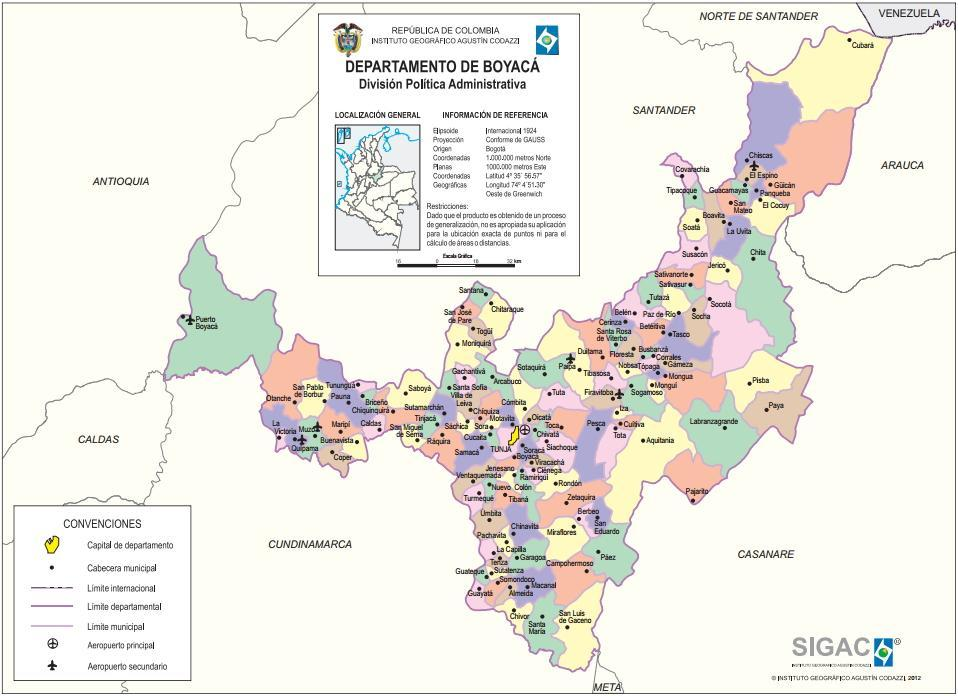 REPÚBLICA DE COLOMBIA
INSTITUTO GEOGRÁFICO AGUSTÍN CODAZZI
DEPARTAMENTO DE BOYACÁ
División Política Administrativa
LOCALIZACIÓN GENERAL
INFORMACIÓN DE REFERENCIA
Elipsoide Internacional 1924
Proyección Conforme de GAUSS
Origen Bogotá
Coordenadas 1.000.000 metros Norte
Planas 1000.000 metros Este
Coordenadas Latitud 4º 35´ 56.57"
Geográficas Longitud 74º 4´51.30"
Oeste de Greenwich
Restricciones:
Dado que el producto es obtenido de un proceso
de generalización, no es apropiada su aplicación
para la ubicación exacta de puntos ni para el
cálculo de áreas o distancias.
Escala Gráfica
16 0 16 32 km
NORTE DE SANTANDER
VENEZUELA
SANTANDER
ANTIOQUIA
ARAUCA
CALDAS
CUNDINAMARCA
CASANARE
META
Cubará
Chiscas
El Espino
Güicán
Covarachía
Tipacoque
Guacamayas
Panqueba
San
Mateo
El Cocuy
Boavita
Soatá
La Uvita
Susacón
Chita
Jericó
Sativanorte
Sativasur
Tutazá
Socotá
Belén
Paz de Río
Socha
Cerinza
Betéitiva
Santa Rosa
de Viterbo
Tasco
Busbanzá
Duitama
Floresta
Corrales
Nobsa
Tópaga
Gámeza
Paipa
Tibasosa
Mongua
Monguí
Firavitoba
Sogamoso
Iza
Cuítiva
Tota
Aquitania
Pesca
Pisba
Paya
Labranzagrande
Pajarito
Puerto
Boyacá
Santana
Chitaraque
San José
de Pare
Togüí
Moniquirá
Sotaquirá
Gachantivá
Arcabuco
Santa Sofía
Villa de
Leiva
Saboyá
Tununguá
San Pablo
de Borbur
Pauna
Otanche
Briceño
Chiquinquirá
Sutamarchán
Tinjacá
Chíquiza
Cómbita
Tuta
Motavita
Oicatá
Toca
Sora
Sáchica
San Miguel
de Sema
Caldas
Cucaita
TUNJA
Chivatá
Siachoque
La
Victoria
Muzo
Maripí
Quípama
Buenavista
Coper
Ráquira
Samacá
Soracá
Boyacá
Viracachá
Jenesano
Ciénega
Ramiriquí
Ventaquemada
Rondón
Nuevo Colón
Turmequé
Tibaná
Zetaquira
Úmbita
Berbeo
Chinavita
San
Eduardo
Pachavita
Miraflores
La Capilla
Páez
Tenza
Garagoa
Campohermoso
Guateque
Sutatenza
Somondoco
Macanal
Guayatá
Almeida
Chivor
Santa
María
San Luis
de Gaceno
CONVENCIONES
Capital de departamento
Cabecera municipal
Límite internacional
Límite departamental
Límite municipal
Aeropuerto principal
Aeropuerto secundario
SIGAC
®
INSTITUTO GEOGRÁFICO AGUSTÍN CODAZZI
© INSTITUTO GEOGRÁFICO AGUSTÍN CODAZZI, 2012